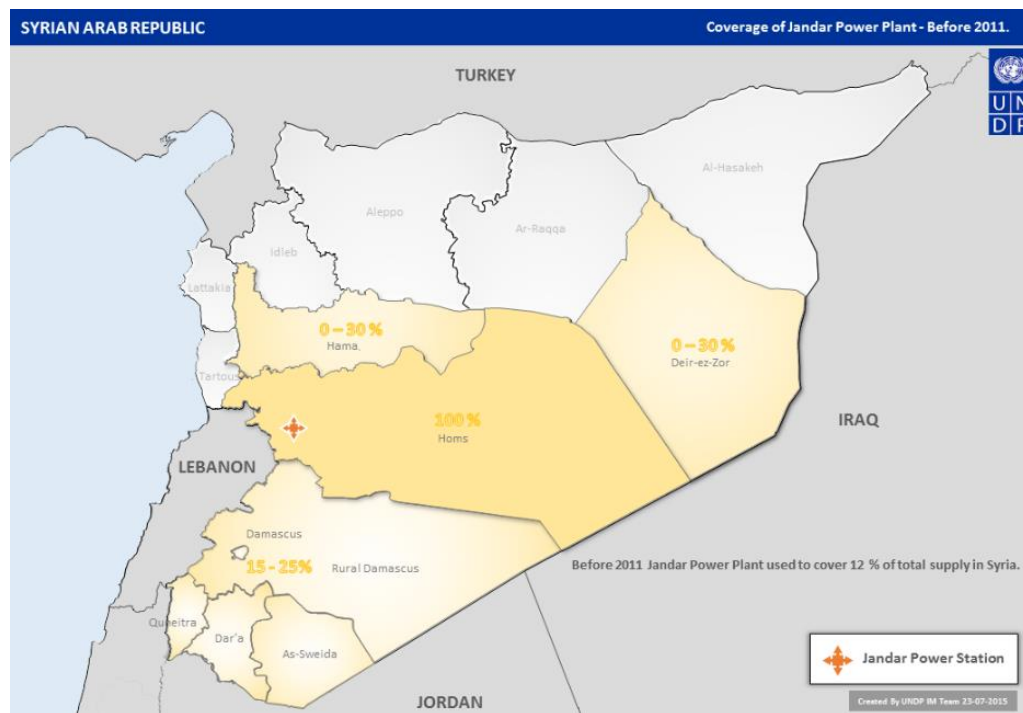 SYRIAN ARAB REPUBLIC
Coverage of Jandar Power Plant - Before 2011.
TURKEY
U N
D P
Al-Hasakeh
Aleppo
Ar-Raqqa
Idleb
Lattakia
0 – 30 %
Hama.
0 – 30 %
Deir-ez-Zor
Tartous
100 %
Homs
IRAQ
LEBANON
Damascus
15 - 25%
Rural Damascus
Before 2011 Jandar Power Plant used to cover 12 % of total supply in Syria.
Quneitra
Dar'a
As-Sweida
Jandar Power Station
JORDAN
Created By UNDP IM Team 23-07-2015